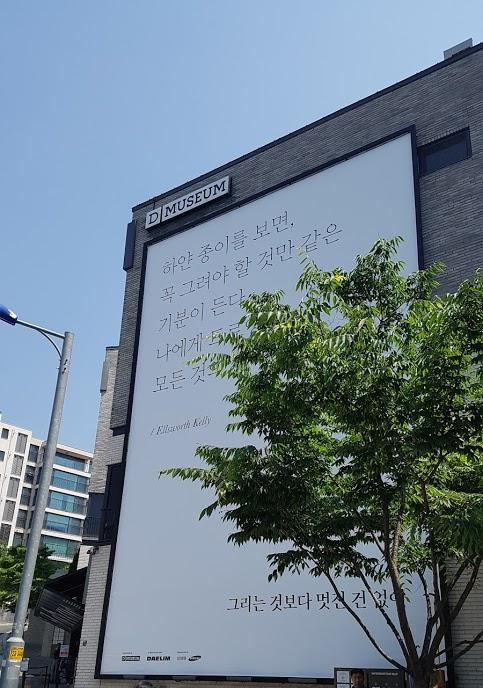 D MUSEUM
하얀 종이를 보면,
꼭 그려야 할 것만 같은
기분이 든다
나에게
모든 것
/ Ellsworth Kelly
그리는 것보다 멋진 건
DAELIM